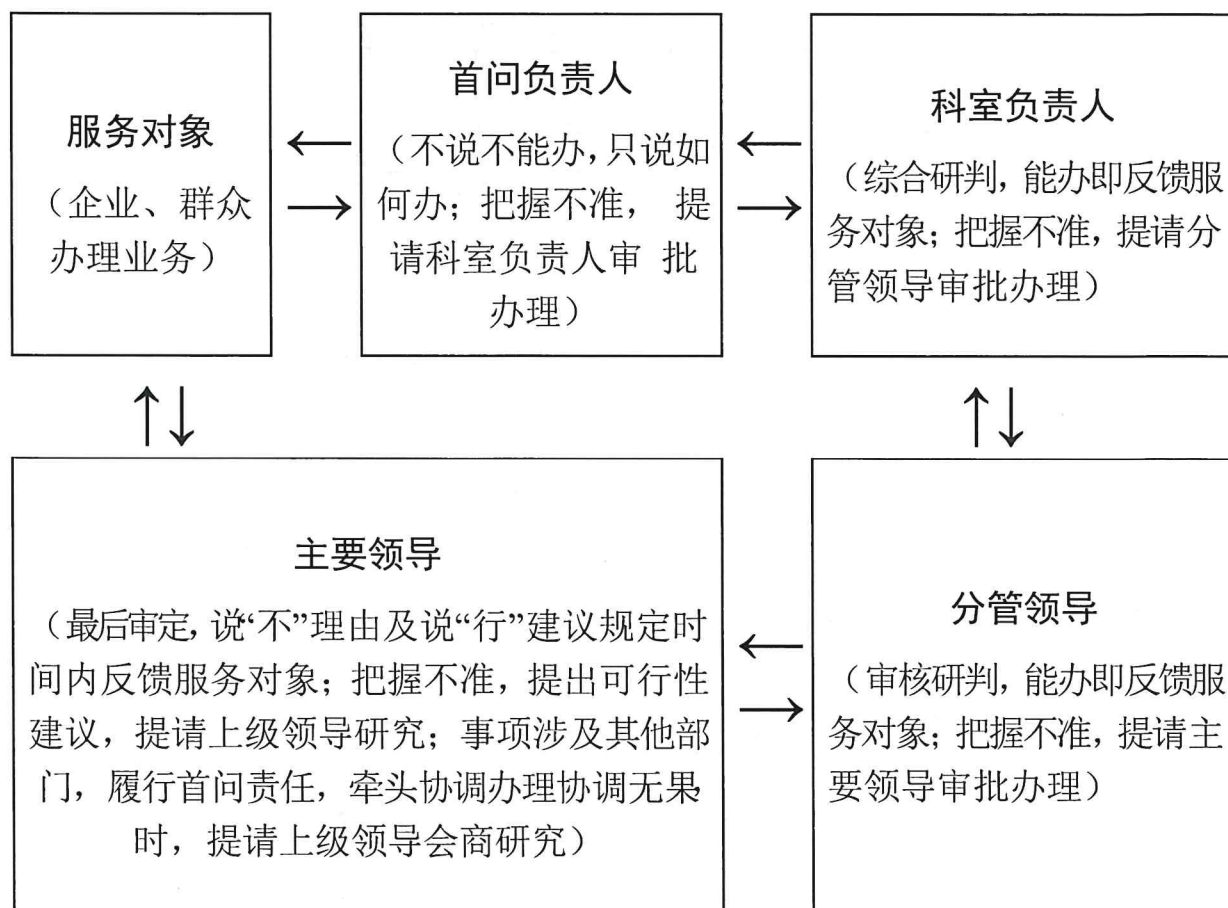 服务对象
（企业、群众
办理业务）
首问负责人
（不说不能办，只说如
何办；把握不准， 提
请科室负责人审 批
办理）
科室负责人
（综合研判，能办即反馈服
务对象；把握不准，提请分
管领导审批办理）
← ←
→ →
↑↓ ↑↓
主要领导
（最后审定，说“不”理由及说“行”建议规定时
间内反馈服务对象；把握不准，提出可行性
建议，提请上级领导研究；事项涉及其他部
门，履行首问责任，牵头协调办理协调无果
时，提请上级领导会商研究）
←
→
分管领导
（审核研判，能办即反馈服
务对象；把握不准，提请主
要领导审批办理）